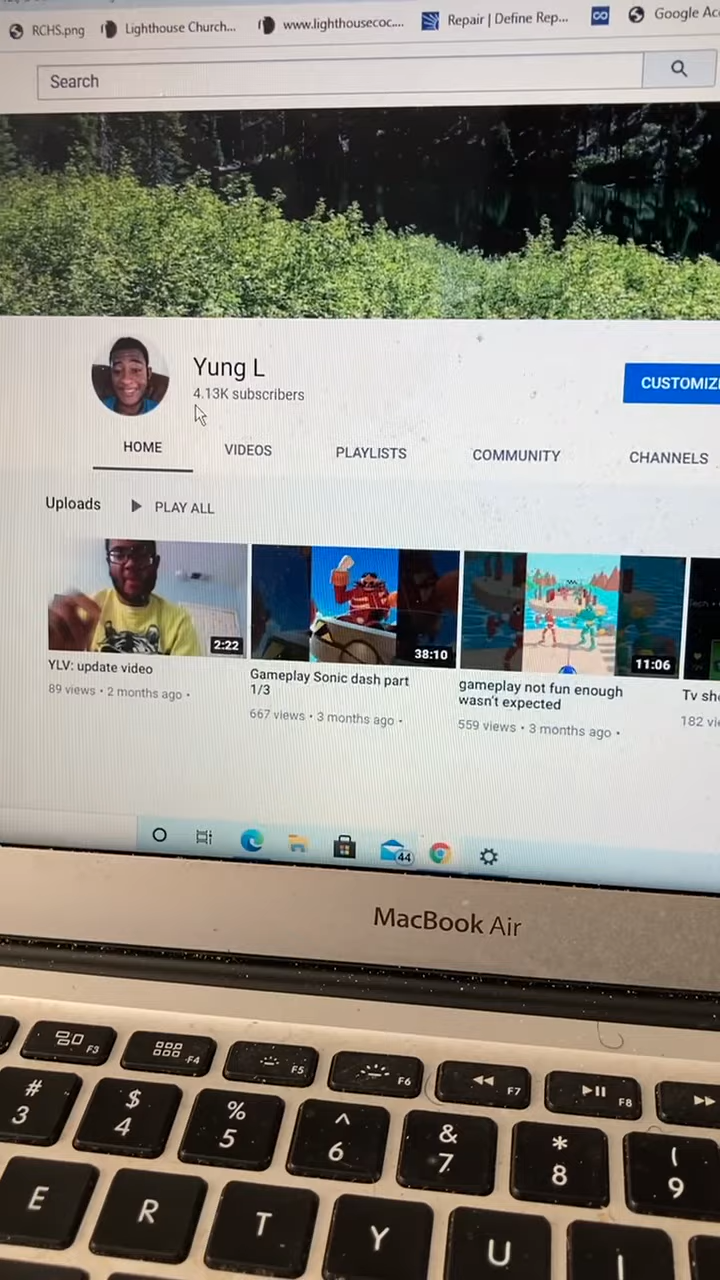 RCHS.png Lighthouse Church... www.lighthousecoc.... Repair | Define Rep... Google Ac
Search
Yung L
4.13K subscribers
CUSTOMIZE
HOME VIDEOS PLAYLISTS COMMUNITY CHANNELS
Uploads PLAY ALL
2:22 38:10 11:06
YLV: update video
89 views • 2 months ago •
Gameplay Sonic dash part
1/3
667 views • 3 months ago •
gameplay not fun enough
wasn't expected
559 views • 3 months ago •
Tv sh
182 vi
44
MacBook Air
F3 F4 F5 F6 F7 F8
# $ % ^ & * (
3 4 5 6 7 8 9
E R T Y U I